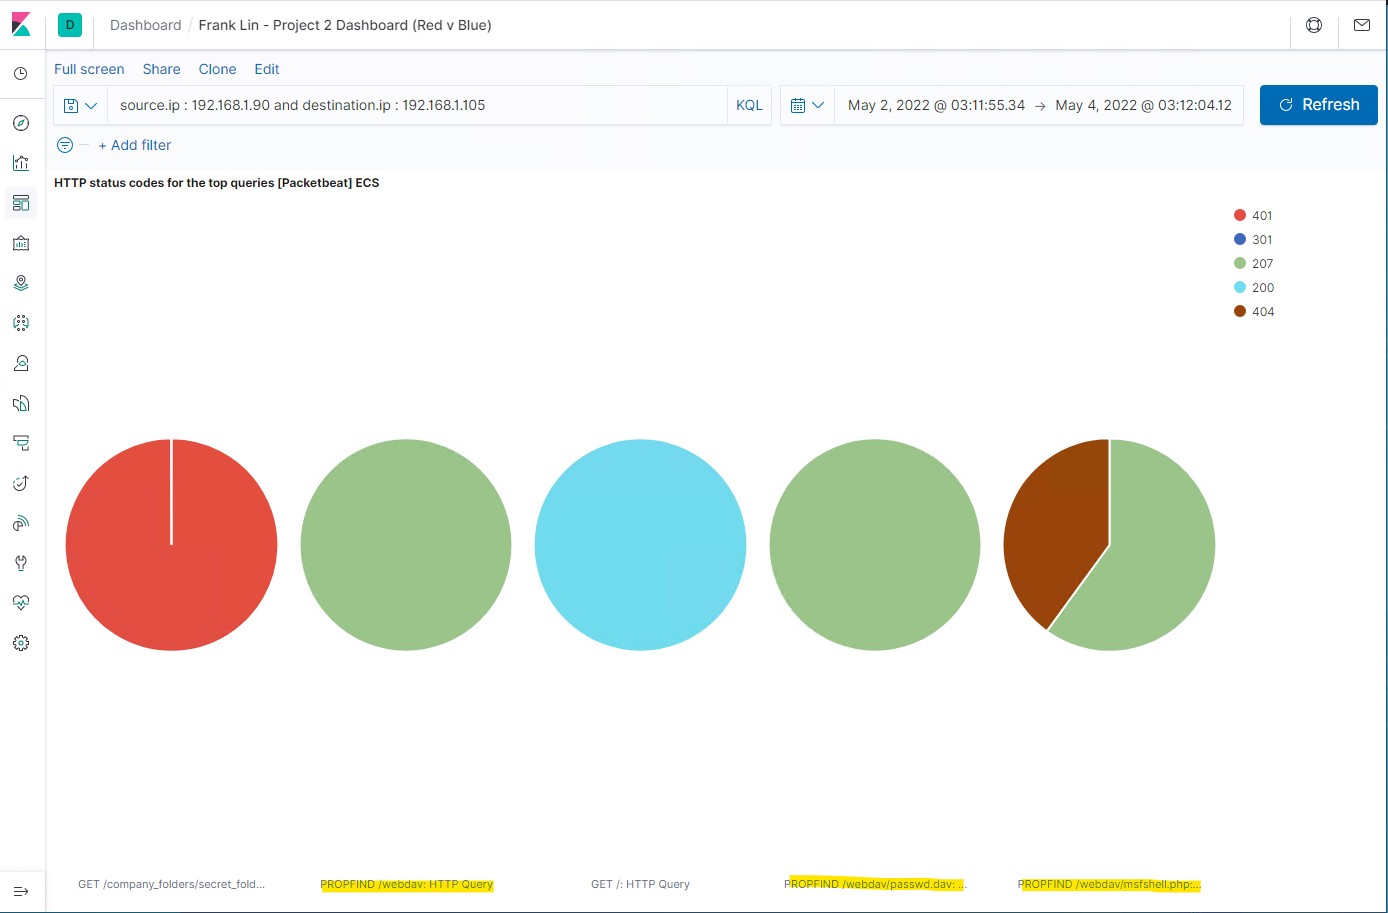 D Dashboard / Frank Lin - Project 2 Dashboard (Red v Blue)
Full screen Share Clone Edit
source.ip : 192.168.1.90 and destination.ip : 192.168.1.105 KQL May 2, 2022 @ 03:11:55.34 → May 4, 2022 @ 03:12:04.12 Refresh
+ Add filter
HTTP status codes for the top queries [Packetbeat] ECS
401
301
207
200
404
GET /company_folders/secret_fold... PROPFIND /webdav: HTTP Query GET /: HTTP Query PROPFIND /webdav/passwd.dav: ... PROPFIND /webdav/msfshell.php:...